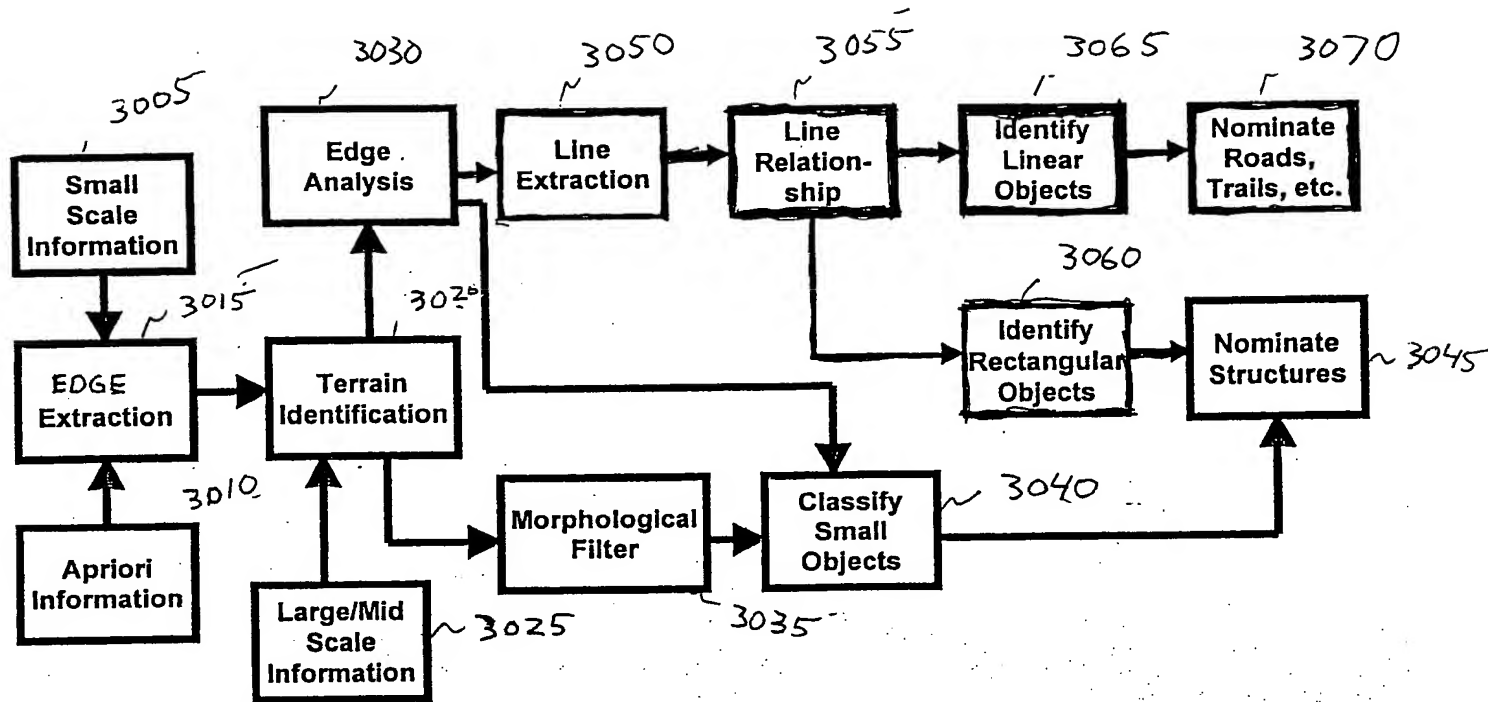 3005
Small
Scale
Information
3015
EDGE
Extraction
3010
Apriori
Information
3030
Edge
Analysis
3020
Terrain
Identification
Large/Mid
Scale
Information
3025
3050
Line
Extraction
Morphological
Filter
3035
3055
Line
Relation-
ship
3040
Classify
Small
Objects
3065
Identify
Linear
Objects
3060
Identify
Rectangular
Objects
3070
Nominate
Roads,
Trails, etc.
Nominate
Structures
3045